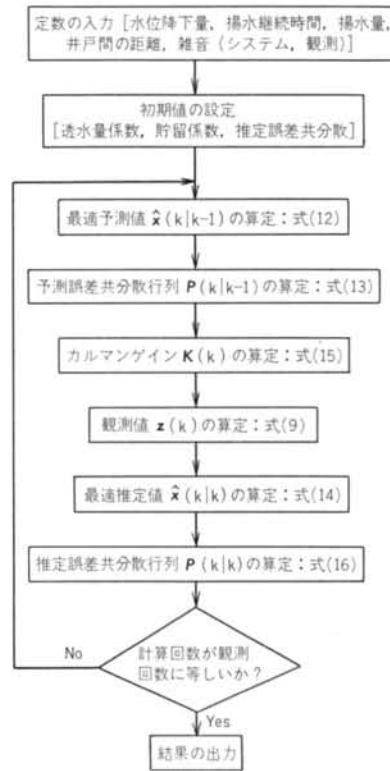 定数の入力［水位降下量，揚水継続時間，揚水量，
井戸間の距離，雑音（システム，観測）］
初期値の設定
［透水量係数，貯留係数，推定誤差共分散］
最適予測値 x̂(k|k-1) の算定：式(12)
予測誤差共分散行列 P(k|k-1) の算定：式(13)
カルマンゲイン K(k) の算定：式(15)
観測値 z(k) の算定：式(9)
最適推定値 x̂(k|k) の算定：式(14)
推定誤差共分散行列 P(k|k) の算定：式(16)
No
計算回数が観測
回数に等しいか？
Yes
結果の出力